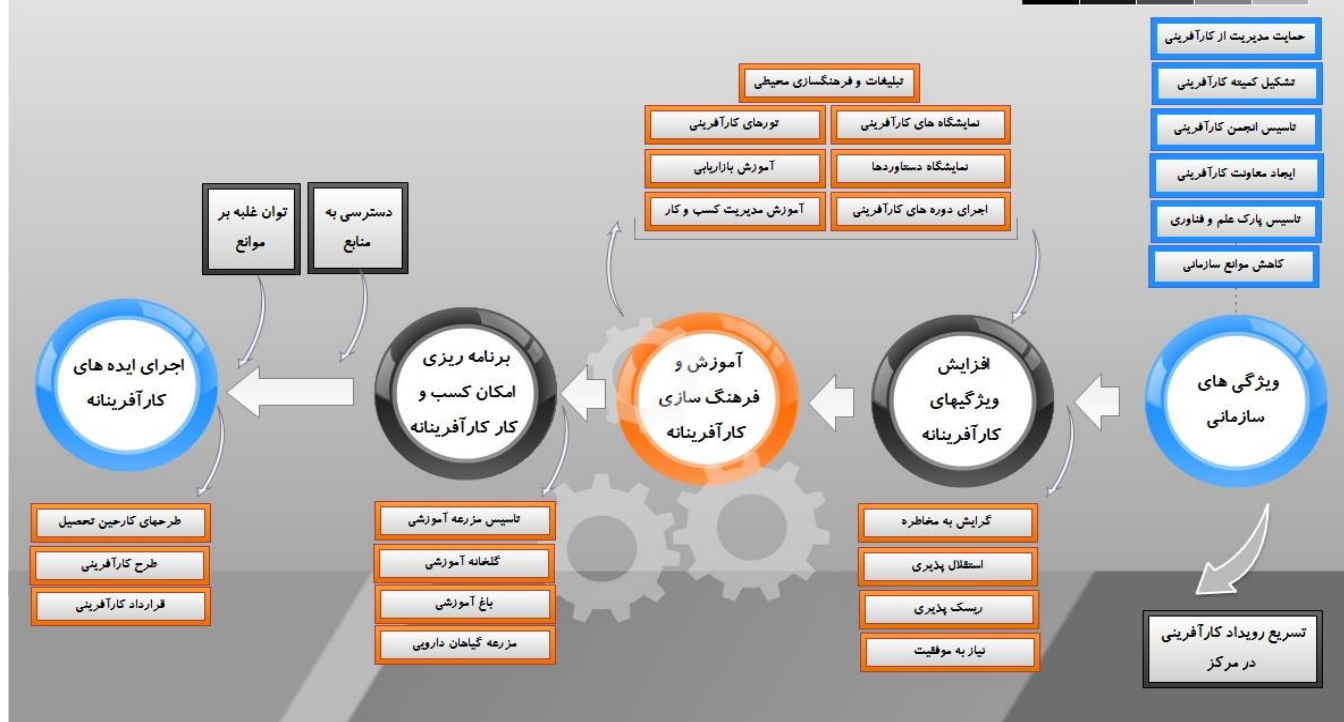 حمایت مدیریت از کارآفرینی
تشکیل کمیته کارآفرینی
تاسیس انجمن کارآفرینی
ایجاد معاونت کارآفرینی
تاسیس پارک علم و فناوری
کاهش موانع سازمانی
ویژگی های
سازمانی
تسریع رویداد کارآفرینی
در مرکز
افزایش
ویژگیهای
کارآفرینانه
گرایش به مخاطره
استقلال پذیری
ریسک پذیری
نیاز به موفقیت
تبلیغات و فرهنگسازی محیطی
نمایشگاه های کارآفرینی
تورهای کارآفرینی
نمایشگاه دستاوردها
آموزش بازاریابی
اجرای دوره های کارآفرینی
آموزش مدیریت کسب و کار
آموزش و
فرهنگ سازی
کارآفرینانه
برنامه ریزی
امکان کسب و
کار کارآفرینانه
تاسیس مزرعه آموزشی
گلخانه آموزشی
باغ آموزشی
مزرعه گیاهان دارویی
دسترسی به
منابع
توان غلبه بر
موانع
اجرای ایده های
کارآفرینانه
طرحهای کارحین تحصیل
طرح کارآفرینی
قرارداد کارآفرینی